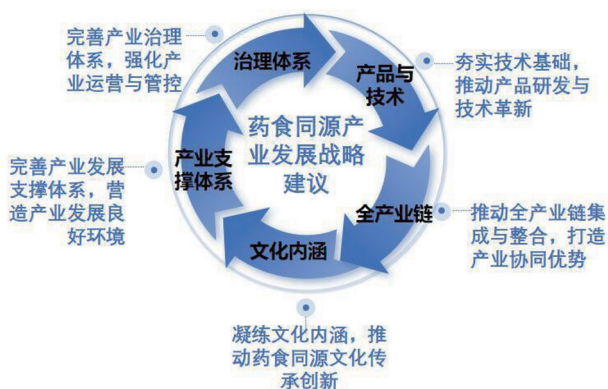 完善产业治理
体系，强化产
业运营与管控
治理体系
产品与
技术
夯实技术基础，
推动产品研发与
技术革新
药食同源产
业发展战略
建议
产业支
撑体系
完善产业发展
支撑体系，营
造产业发展良
好环境
全产业链
推动全产业链集
成与整合，打造
产业协同优势
文化内涵
凝练文化内涵，推
动药食同源文化传
承创新